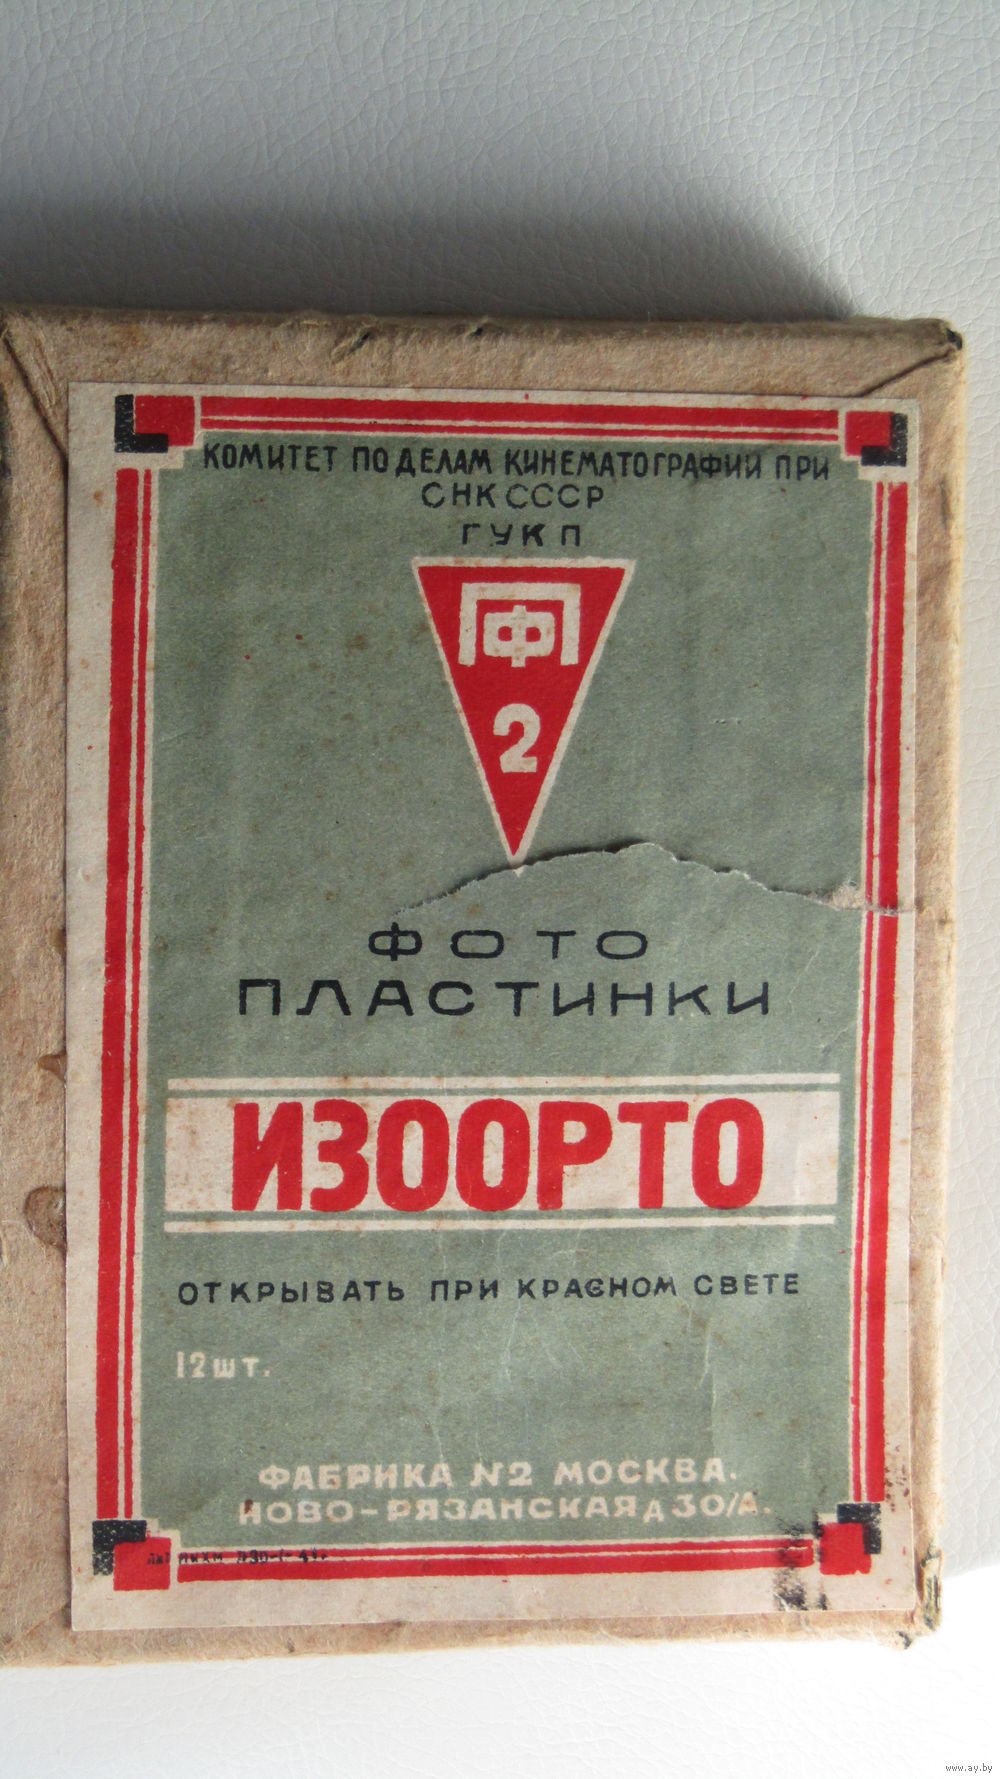 КОМИТЕТ ПО ДЕЛАМ КИНЕМАТОГРАФИИ ПРИ
СНК СССР
ГУКП
ПФ
2
ФОТО
ПЛАСТИНКИ
ИЗООРТО
ОТКРЫВАТЬ ПРИ КРАСНОМ СВЕТЕ
12 шт.
ФАБРИКА №2 МОСКВА.
НОВО-РЯЗАНСКАЯ Д 30/А.
www.ay.by